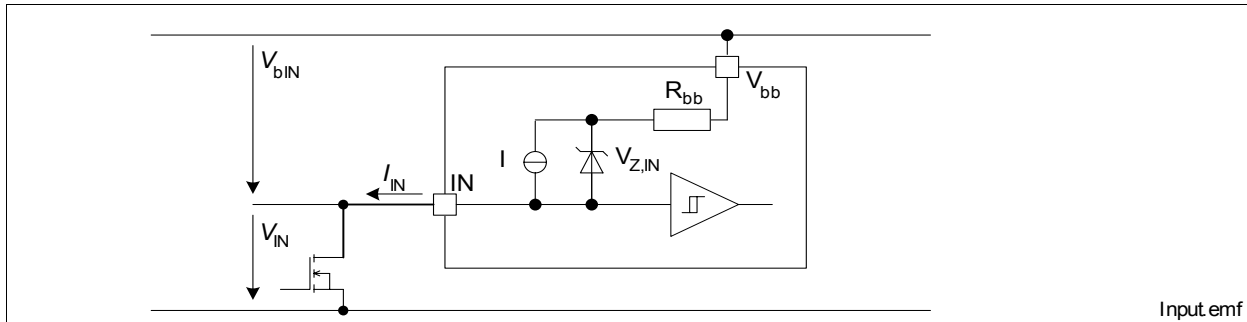 V_bIN
V_bb
R_bb
I
V_Z,IN
I_IN
IN
V_IN
Input.emf